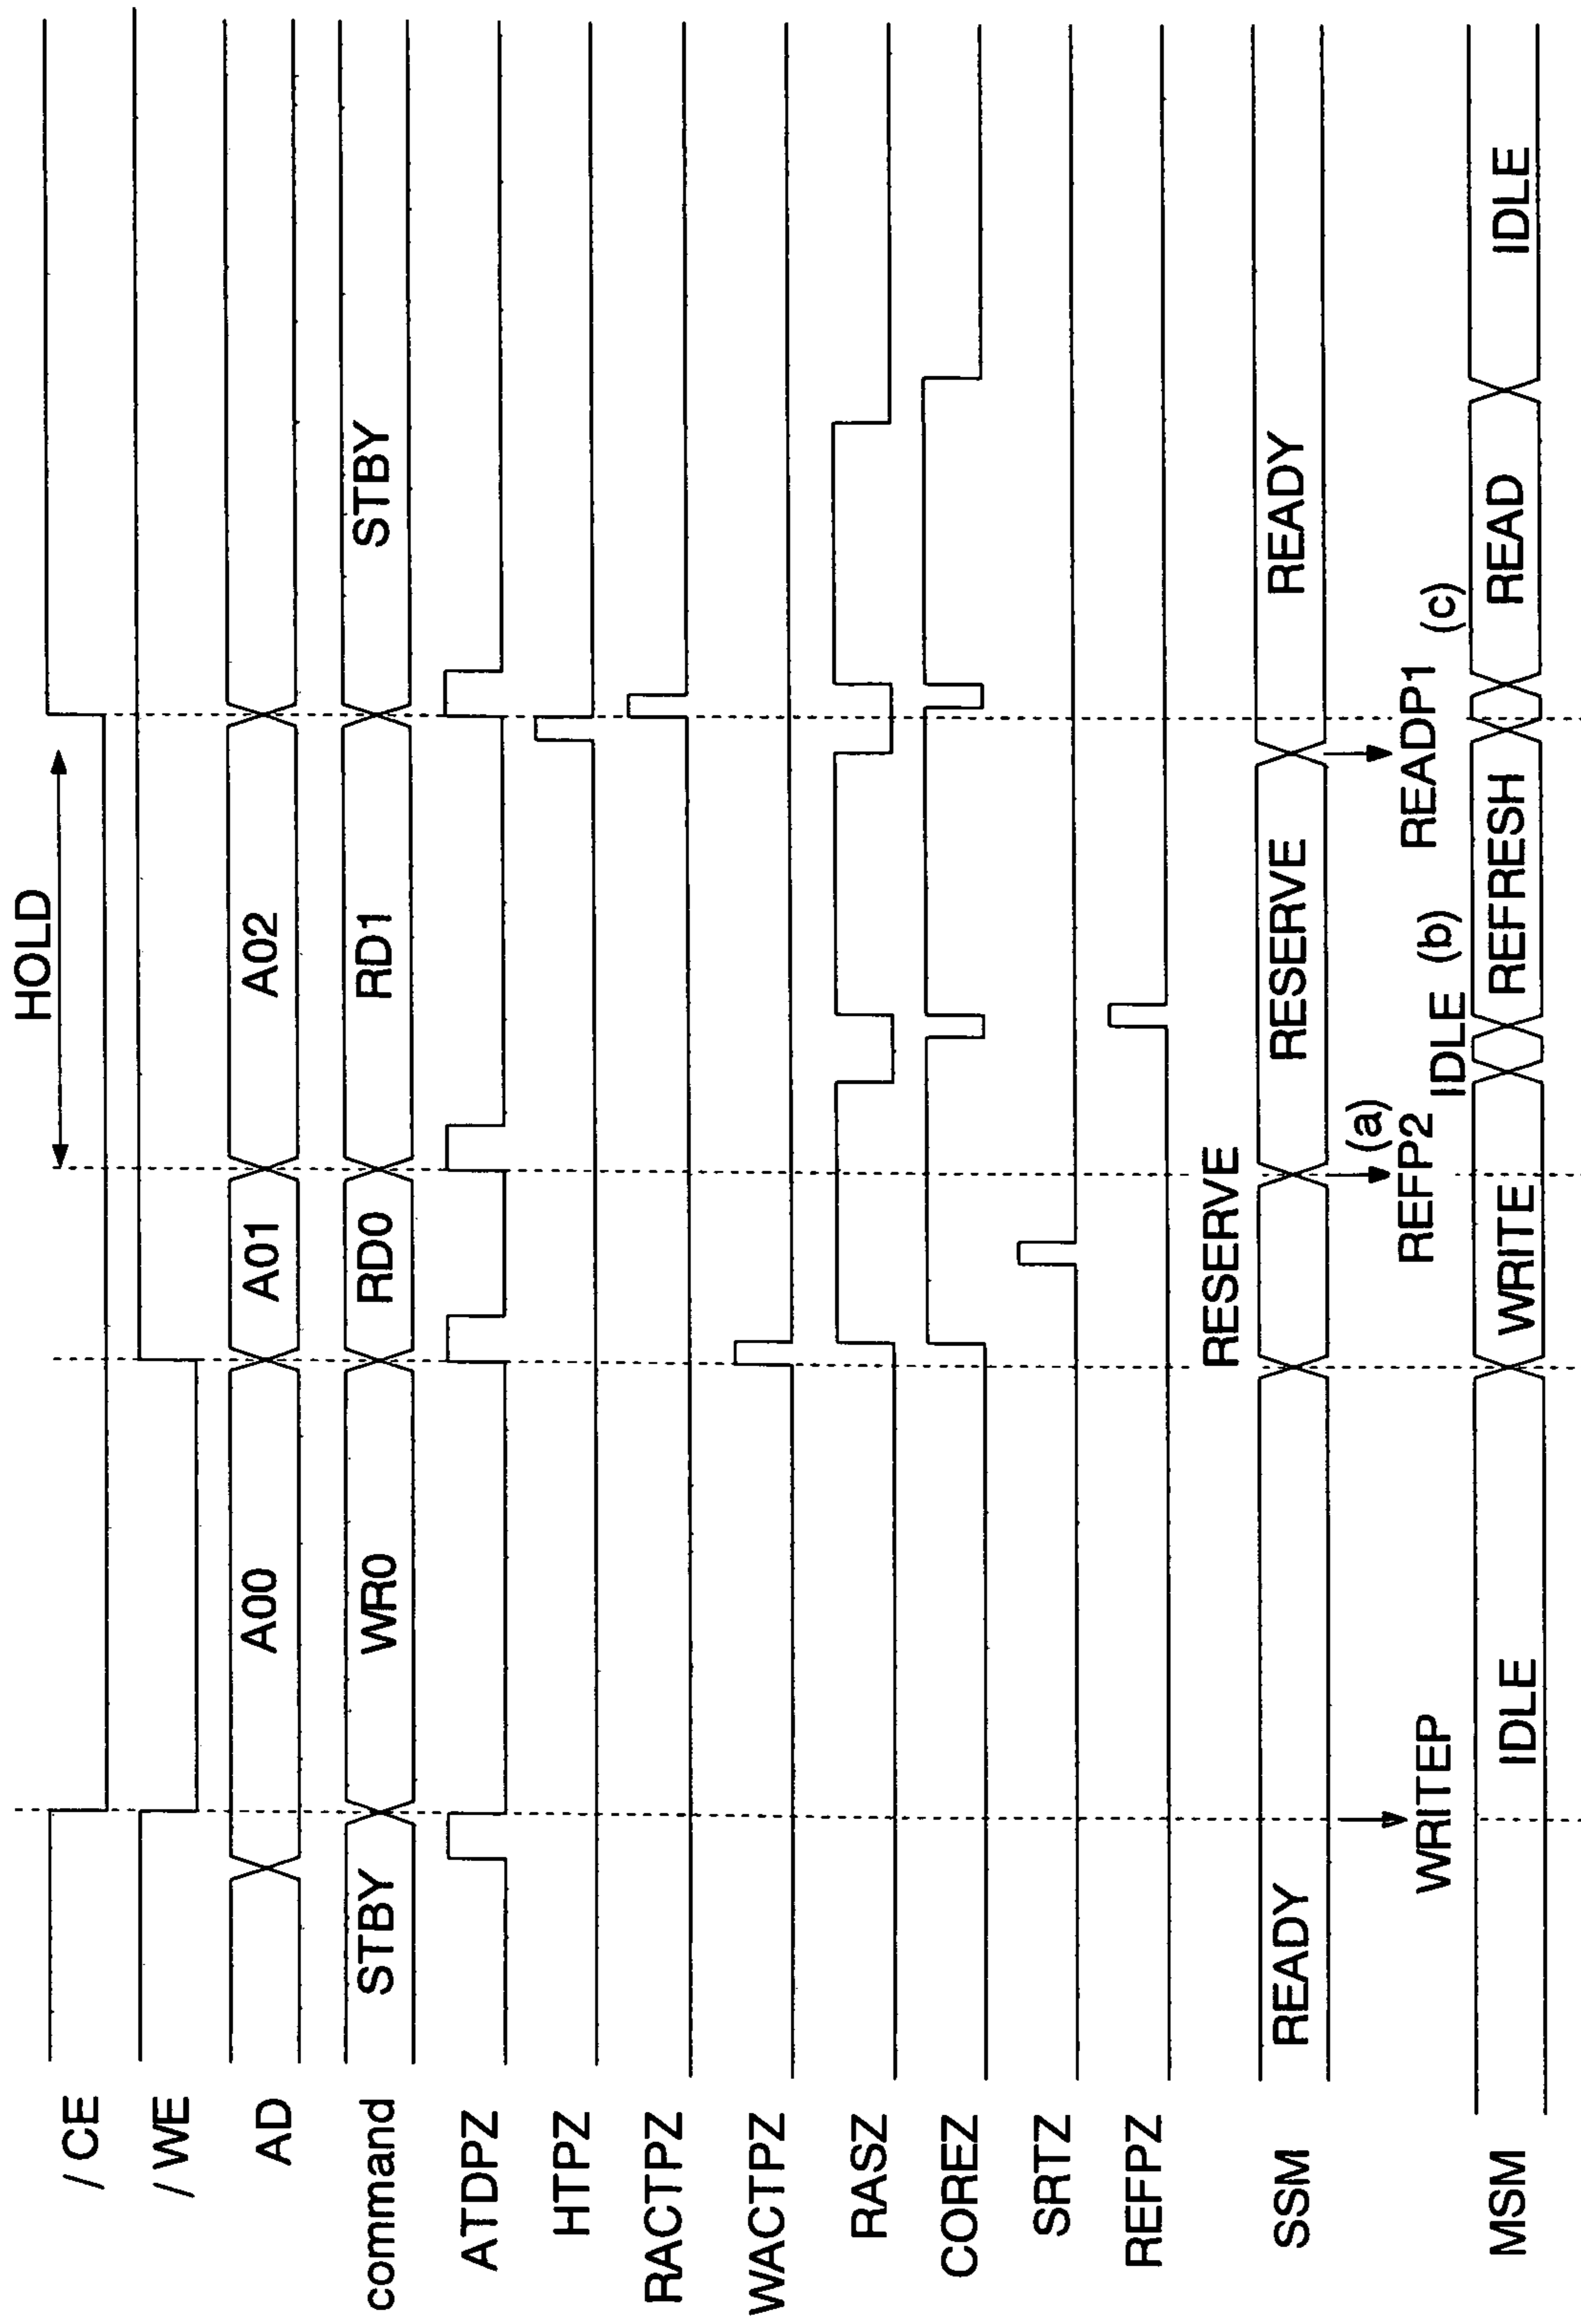 HOLD
/ CE
/ WE
AD A00 A01 A02
command STBY WR0 RD0 RD1 STBY
ATDPZ
HTPZ
RACTPZ
WACTPZ
RASZ
COREZ
SRTZ
REFPZ
RESERVE
SSM READY RESERVE READY
(a)
WRITEP REFP2 READP1
IDLE (b) (c)
MSM IDLE WRITE REFRESH READ IDLE